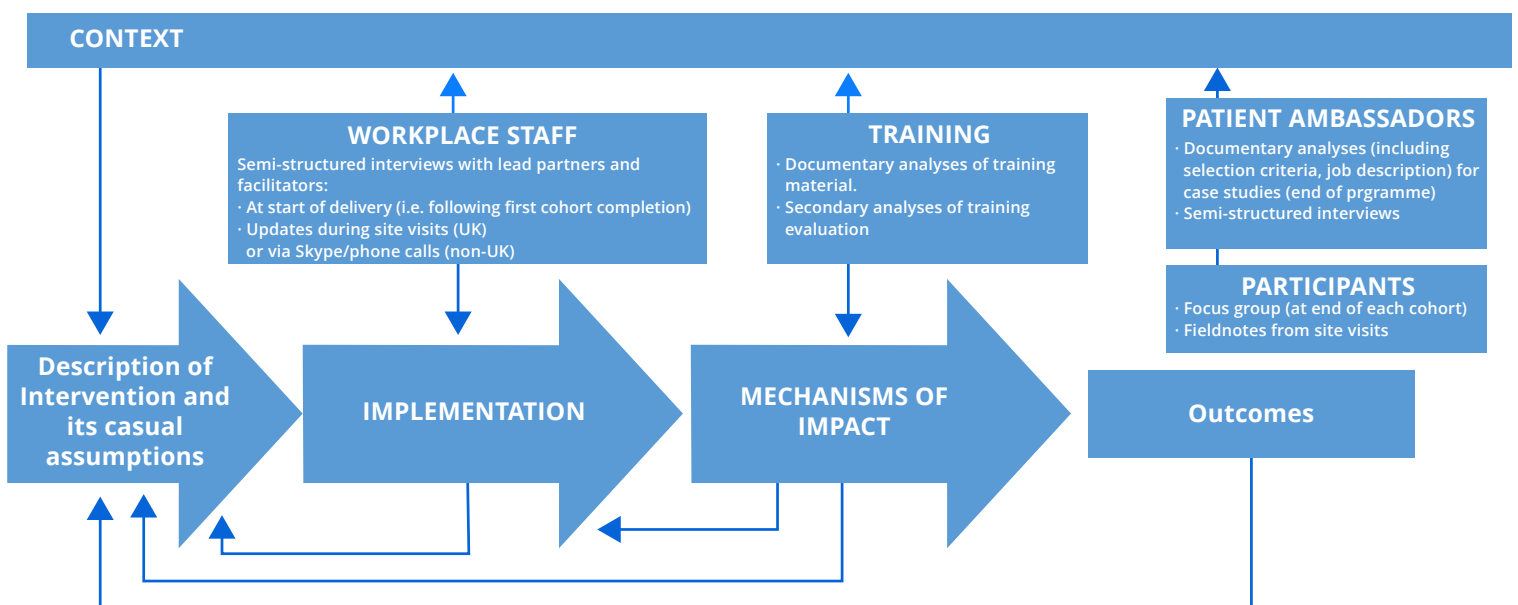 CONTEXT
WORKPLACE STAFF
Semi-structured interviews with lead partners and
facilitators:
· At start of delivery (i.e. following first cohort completion)
· Updates during site visits (UK)
or via Skype/phone calls (non-UK)
TRAINING
· Documentary analyses of training
material.
· Secondary analyses of training
evaluation
PATIENT AMBASSADORS
· Documentary analyses (including
selection criteria, job description) for
case studies (end of prgramme)
· Semi-structured interviews
PARTICIPANTS
· Focus group (at end of each cohort)
· Fieldnotes from site visits
Description of
Intervention and
its casual
assumptions
IMPLEMENTATION
MECHANISMS OF
IMPACT
Outcomes